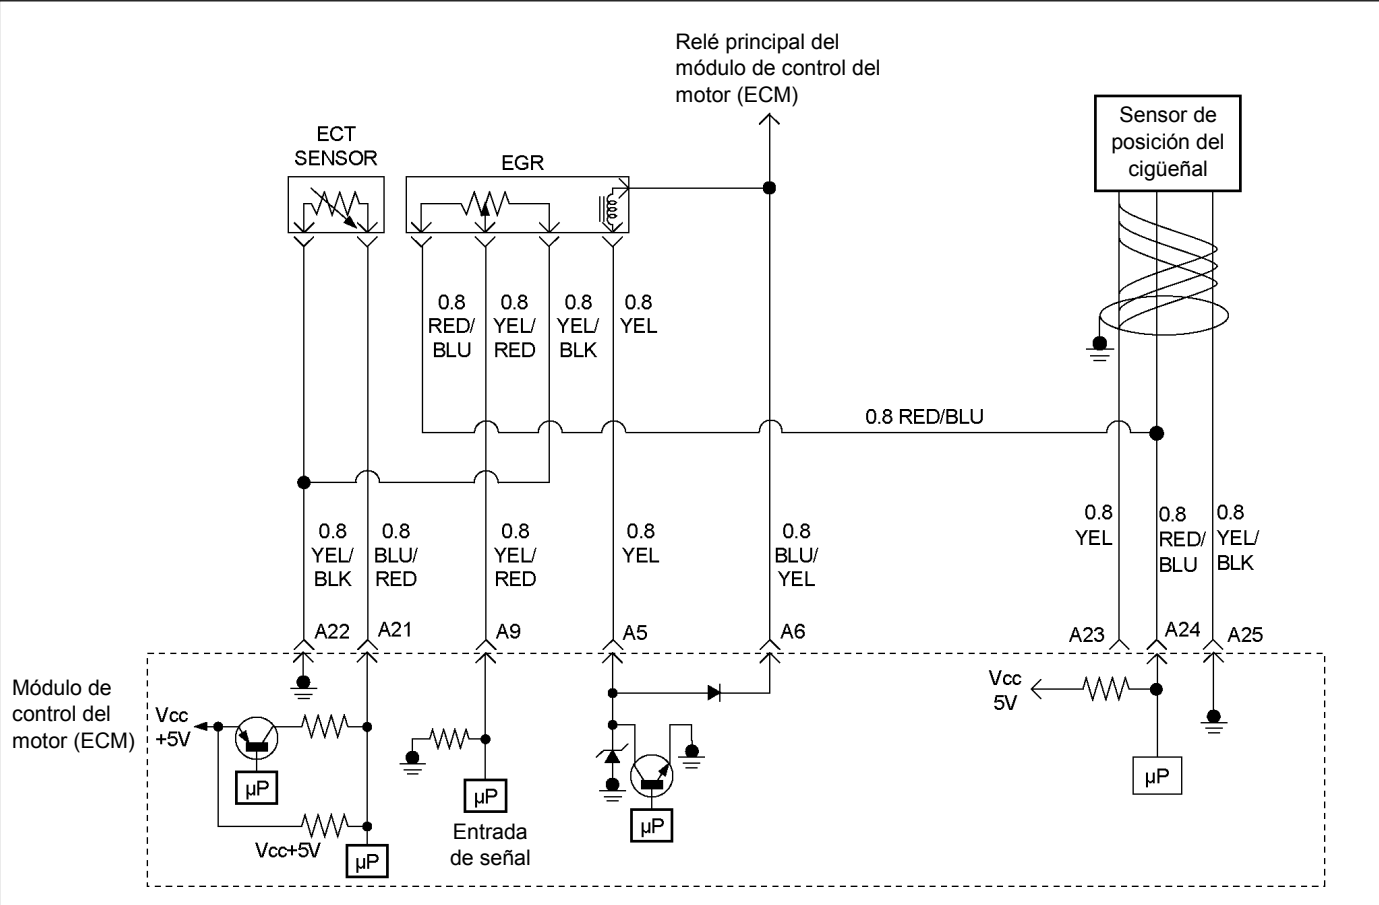 Relé principal del
módulo de control del
motor (ECM)
ECT
SENSOR
EGR
Sensor de
posición del
cigüeñal
0.8
RED/
BLU
0.8
YEL/
RED
0.8
YEL/
BLK
0.8
YEL
0.8 RED/BLU
0.8
YEL/
BLK
0.8
BLU/
RED
0.8
YEL/
RED
0.8
YEL
0.8
BLU/
YEL
0.8
YEL
0.8
RED/
BLU
0.8
YEL/
BLK
A22
A21
A9
A5
A6
A23
A24
A25
Módulo de
control del
motor (ECM)
Vcc
+5V
µP
Vcc+5V
µP
µP
Entrada
de señal
µP
Vcc
5V
µP